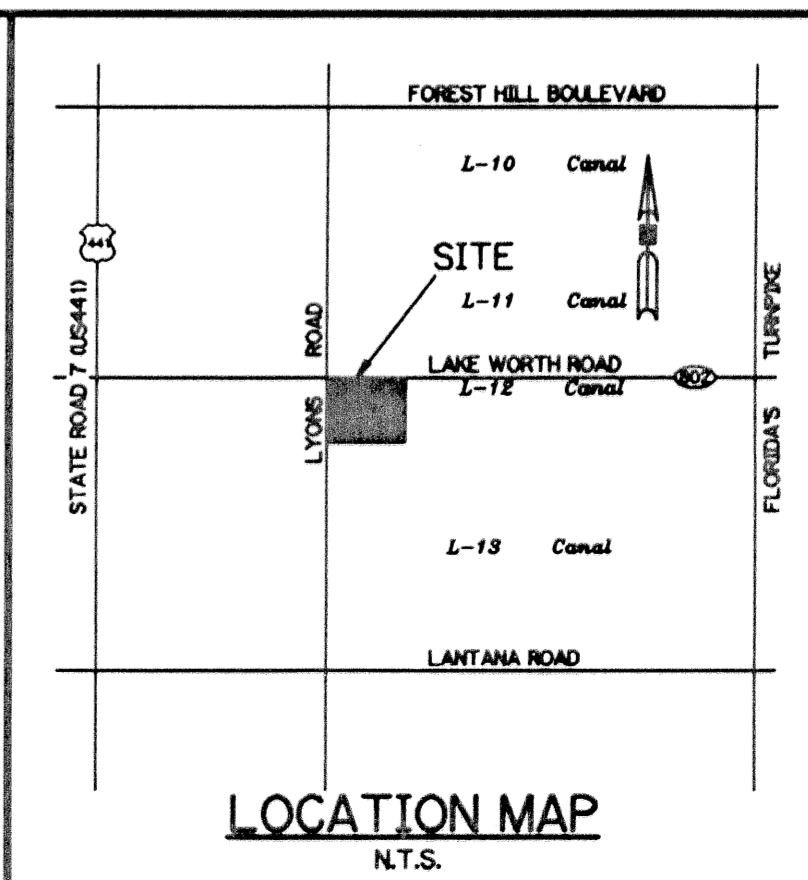 FOREST HILL BOULEVARD
L-10 Canal
441
SITE
L-11 Canal
STATE ROAD 7 (US441)
LYONS ROAD
LAKE WORTH ROAD
802
L-12 Canal
FLORIDA'S TURNPIKE
L-13 Canal
LANTANA ROAD
LOCATION MAP
N.T.S.